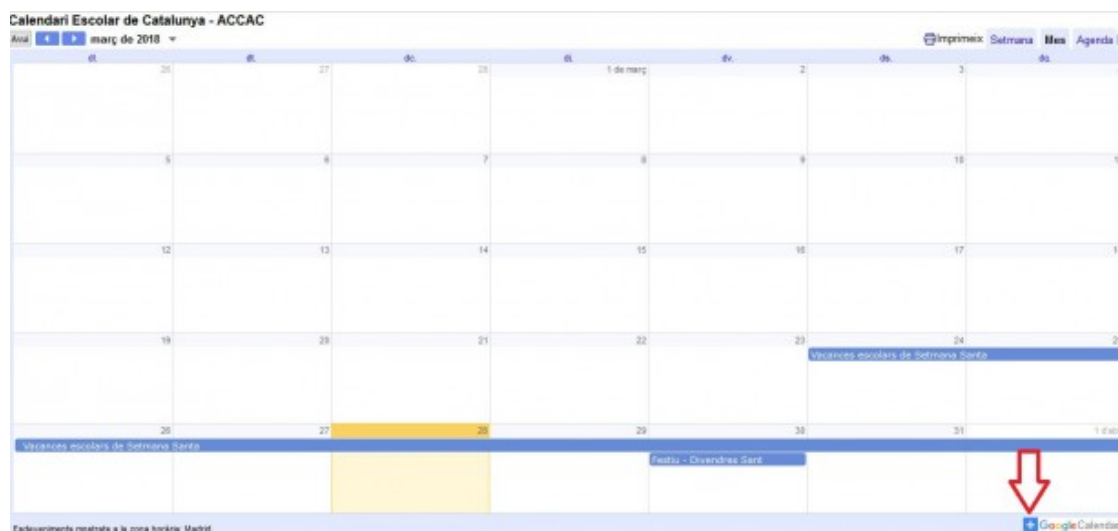 Calendari Escolar de Catalunya - ACCAC
Avui març de 2018 Imprimeix Setmana Mes Agenda
dl. dt. dc. dj. dv. ds. dg.
26 27 28 1 de març 2 3
5 6 7 8 9 10
12 13 14 15 16 17
19 20 21 22 23 24
Vacances escolars de Setmana Santa
26 27 28 29 30 31 1 d'ab
Vacances escolars de Setmana Santa
Festiu - Divendres Sant
Esdeveniments mostrats a la zona horària: Madrid
Google Calendar